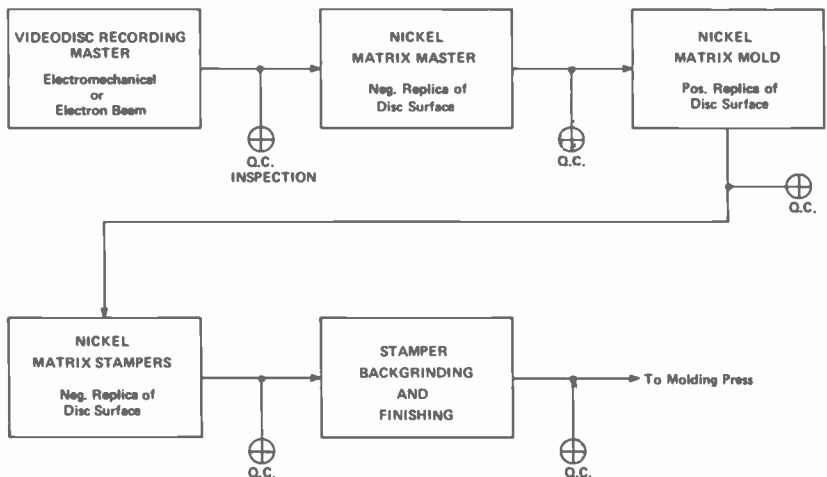 VIDEODISC RECORDING
MASTER
Electromechanical
or
Electron Beam
NICKEL
MATRIX MASTER
Neg. Replica of
Disc Surface
NICKEL
MATRIX MOLD
Pos. Replica of
Disc Surface
Q.C.
INSPECTION
Q.C.
Q.C.
NICKEL
MATRIX STAMPERS
Neg. Replica of
Disc Surface
STAMPER
BACKGRINDING
AND
FINISHING
To Molding Press
Q.C.
Q.C.